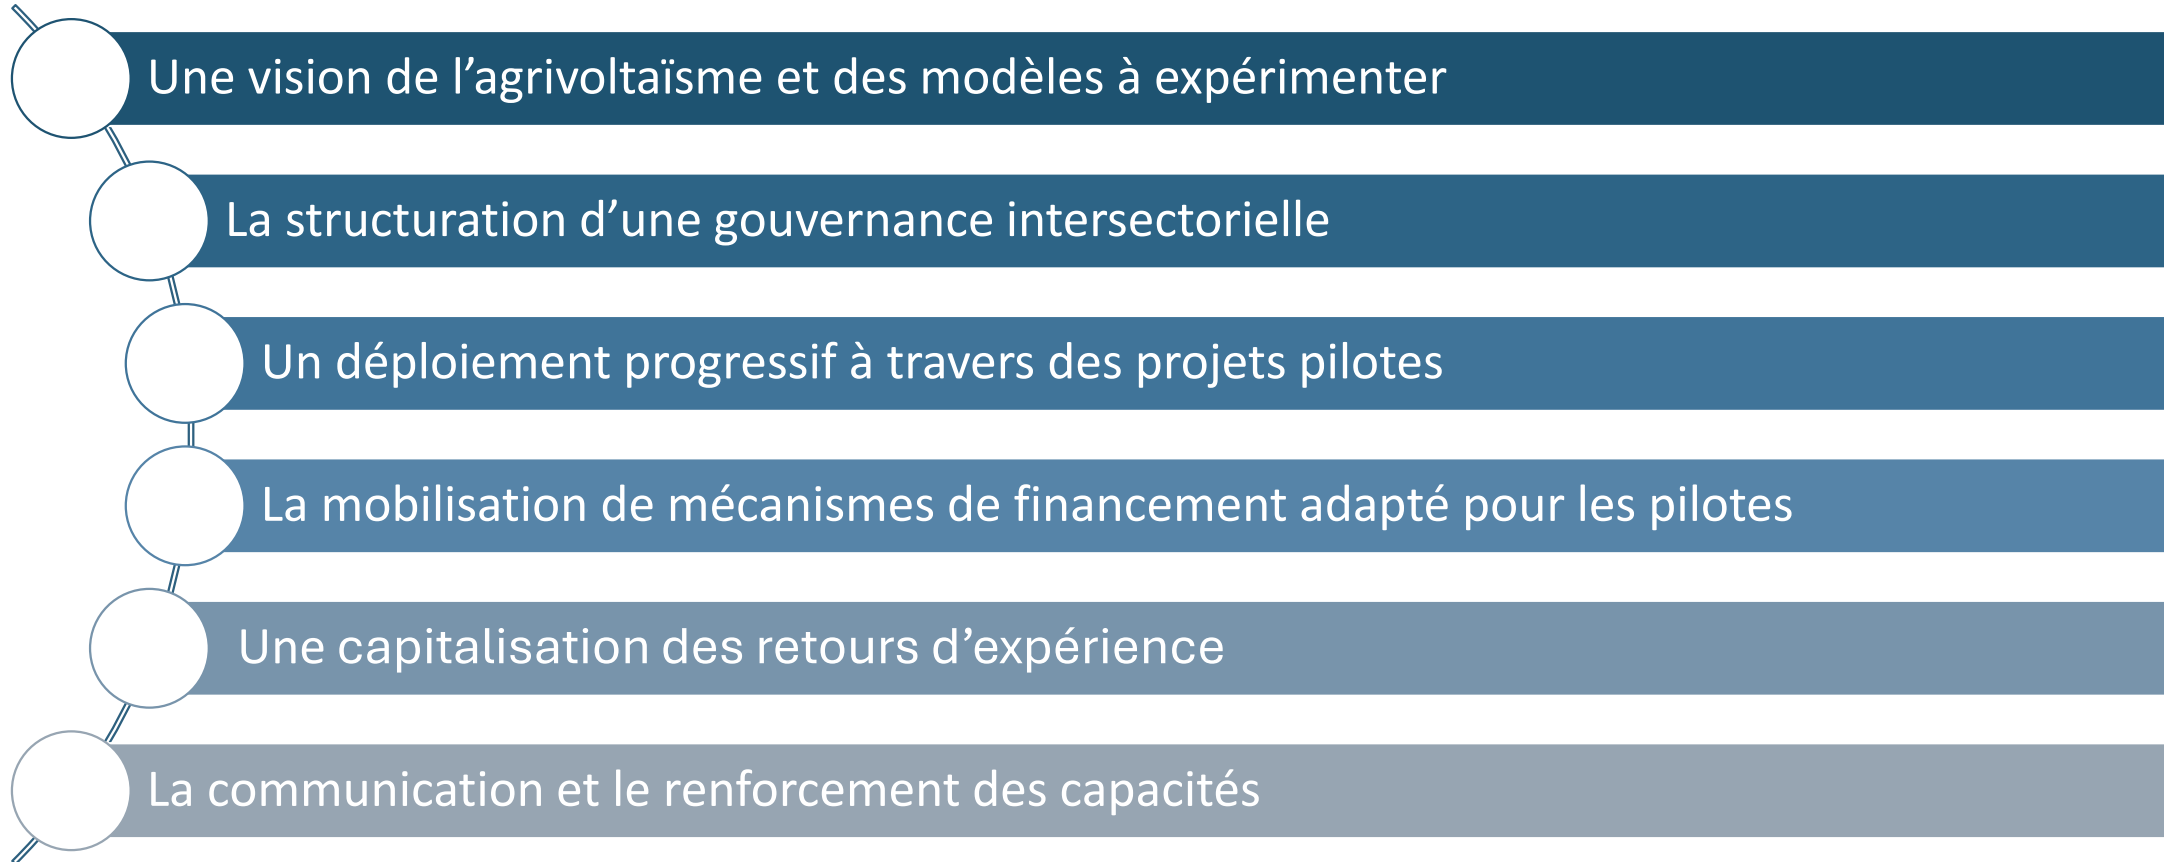 Une vision de l’agrivoltaïsme et des modèles à expérimenter
La structuration d’une gouvernance intersectorielle
Un déploiement progressif à travers des projets pilotes
La mobilisation de mécanismes de financement adapté pour les pilotes
Une capitalisation des retours d’expérience
La communication et le renforcement des capacités